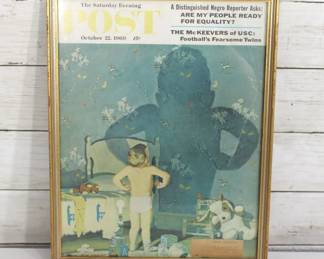 The Saturday Evening
POST
October 22, 1960 15¢
A Distinguished Negro Reporter Asks:
ARE MY PEOPLE READY
FOR EQUALITY?
THE McKEEVERS OF USC:
Football's Fearsome Twins